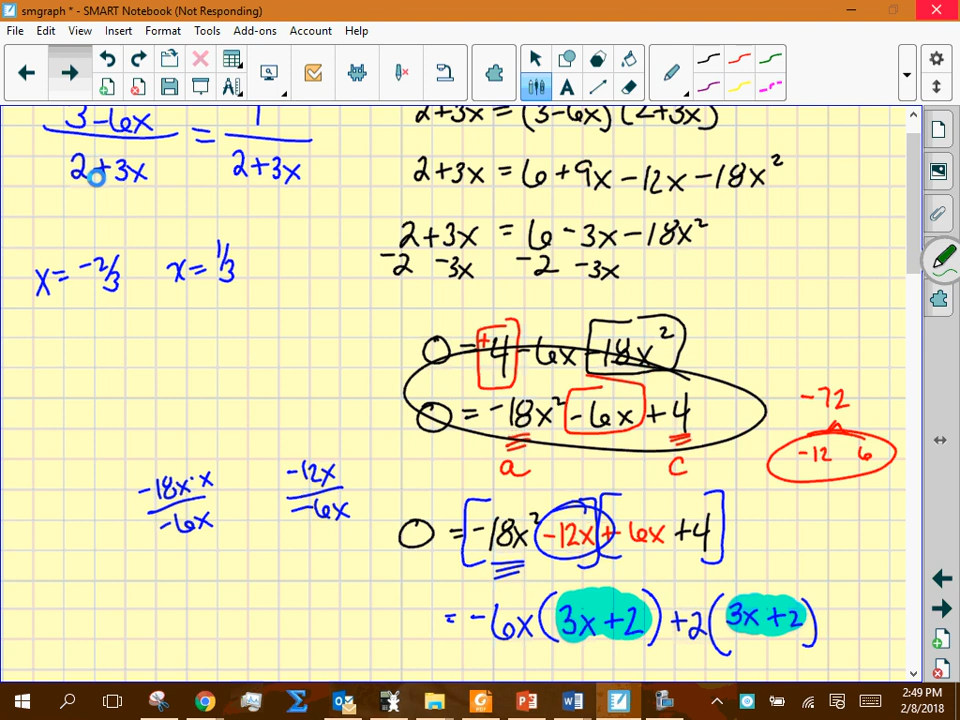 smgraph * - SMART Notebook (Not Responding)
File Edit View Insert Format Tools Add-ons Account Help
3-6x / 2+3x = 1 / 2+3x
2+3x = (3-6x)(2+3x)
2+3x = 6+9x-12x-18x²
2+3x = 6-3x-18x²
-2 -3x -2 -3x
x = -2/3 x = 1/3
0 = +4-6x-18x²
0 = -18x²-6x+4
a c
-72
-12 6
-18x·x / -6x
-12x / -6x
0 = [-18x²-12x][+6x+4]
= -6x(3x+2)+2(3x+2)
2:49 PM
2/8/2018